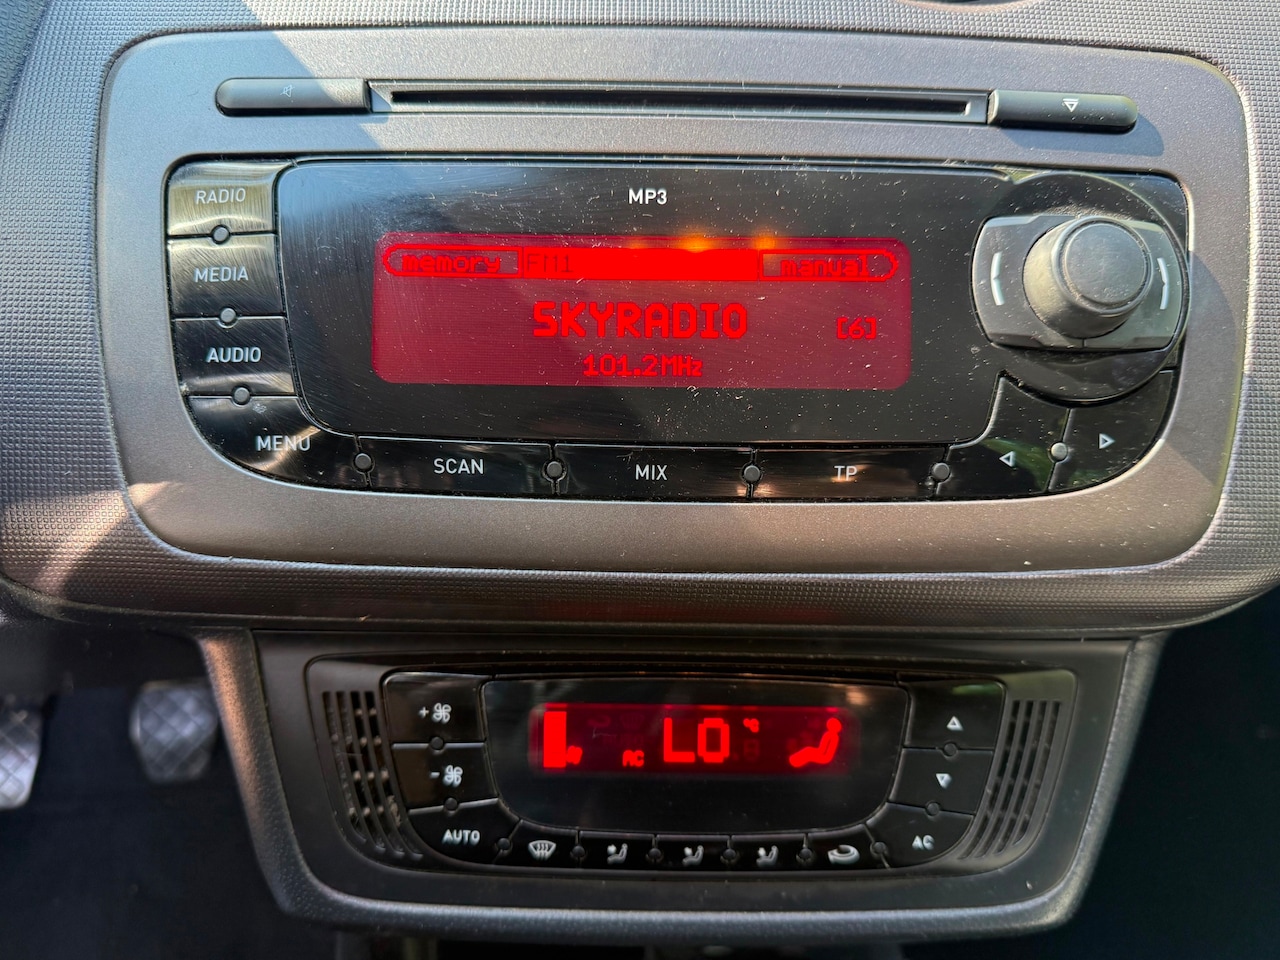 MP3
RADIO
MEDIA
AUDIO
MENU
memory FM1 manual
SKYRADIO [6]
101.2MHz
SCAN MIX TP
AC LO
+
-
AUTO
AC